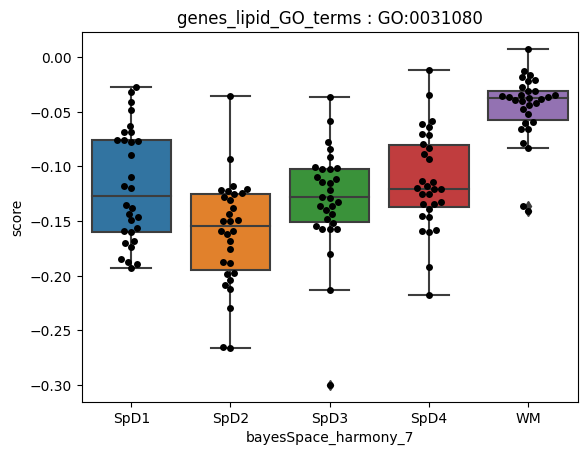 genes_lipid_GO_terms : GO:0031080
0.00
−0.05
−0.10
−0.15
−0.20
−0.25
−0.30
score
SpD1 SpD2 SpD3 SpD4 WM
bayesSpace_harmony_7